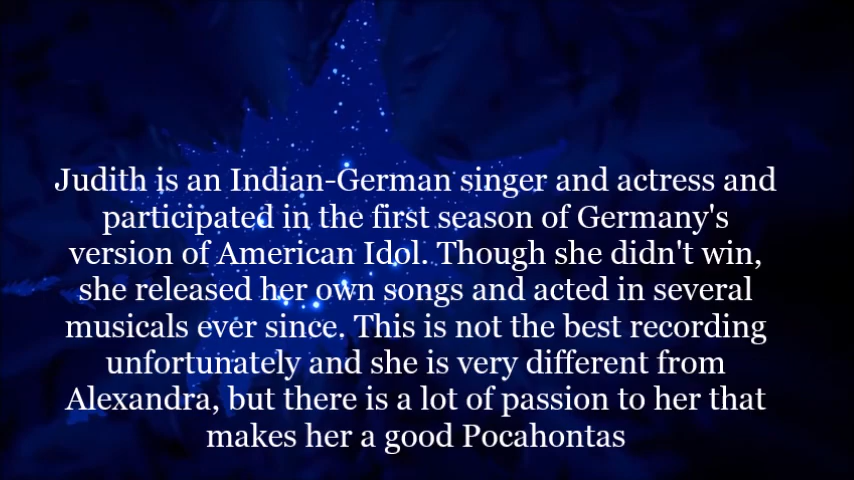 Judith is an Indian-German singer and actress and
participated in the first season of Germany's
version of American Idol. Though she didn't win,
she released her own songs and acted in several
musicals ever since. This is not the best recording
unfortunately and she is very different from
Alexandra, but there is a lot of passion to her that
makes her a good Pocahontas